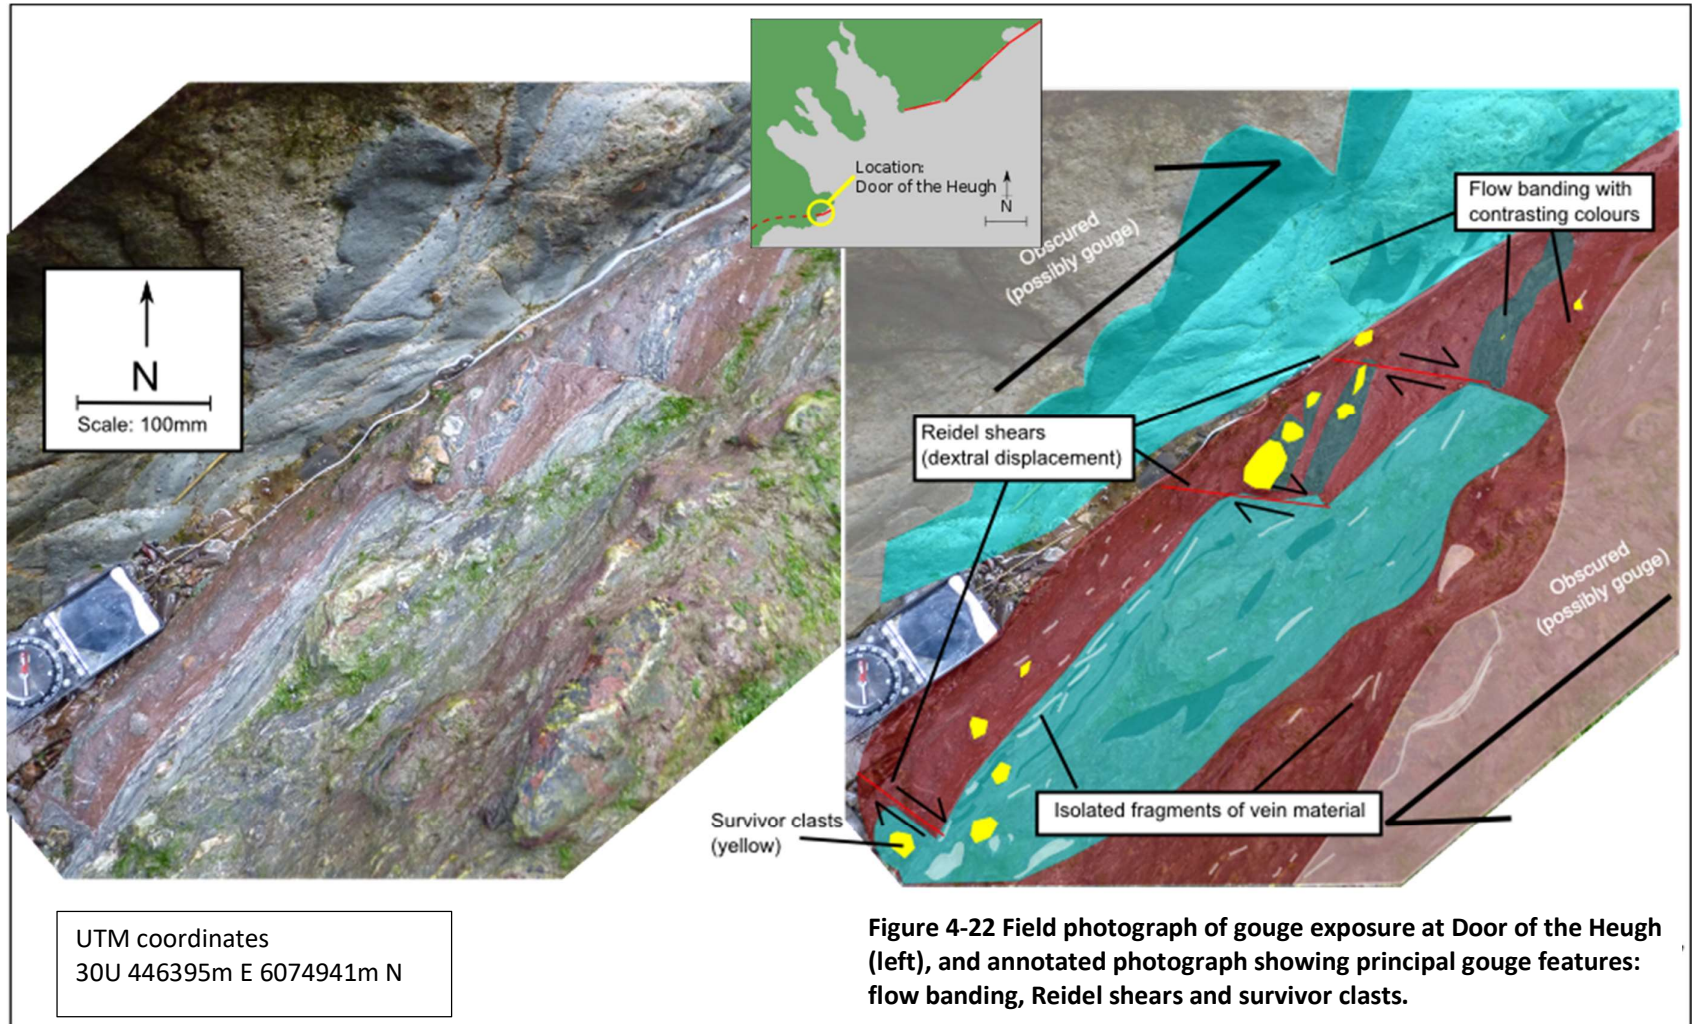 Location:
Door of the Heugh
N
N
Scale: 100mm
Obscured
(possibly gouge)
Flow banding with
contrasting colours
Reidel shears
(dextral displacement)
Obscured
(possibly gouge)
Isolated fragments of vein material
Survivor clasts
(yellow)
UTM coordinates
30U 446395m E 6074941m N
Figure 4-22 Field photograph of gouge exposure at Door of the Heugh
(left), and annotated photograph showing principal gouge features:
flow banding, Reidel shears and survivor clasts.